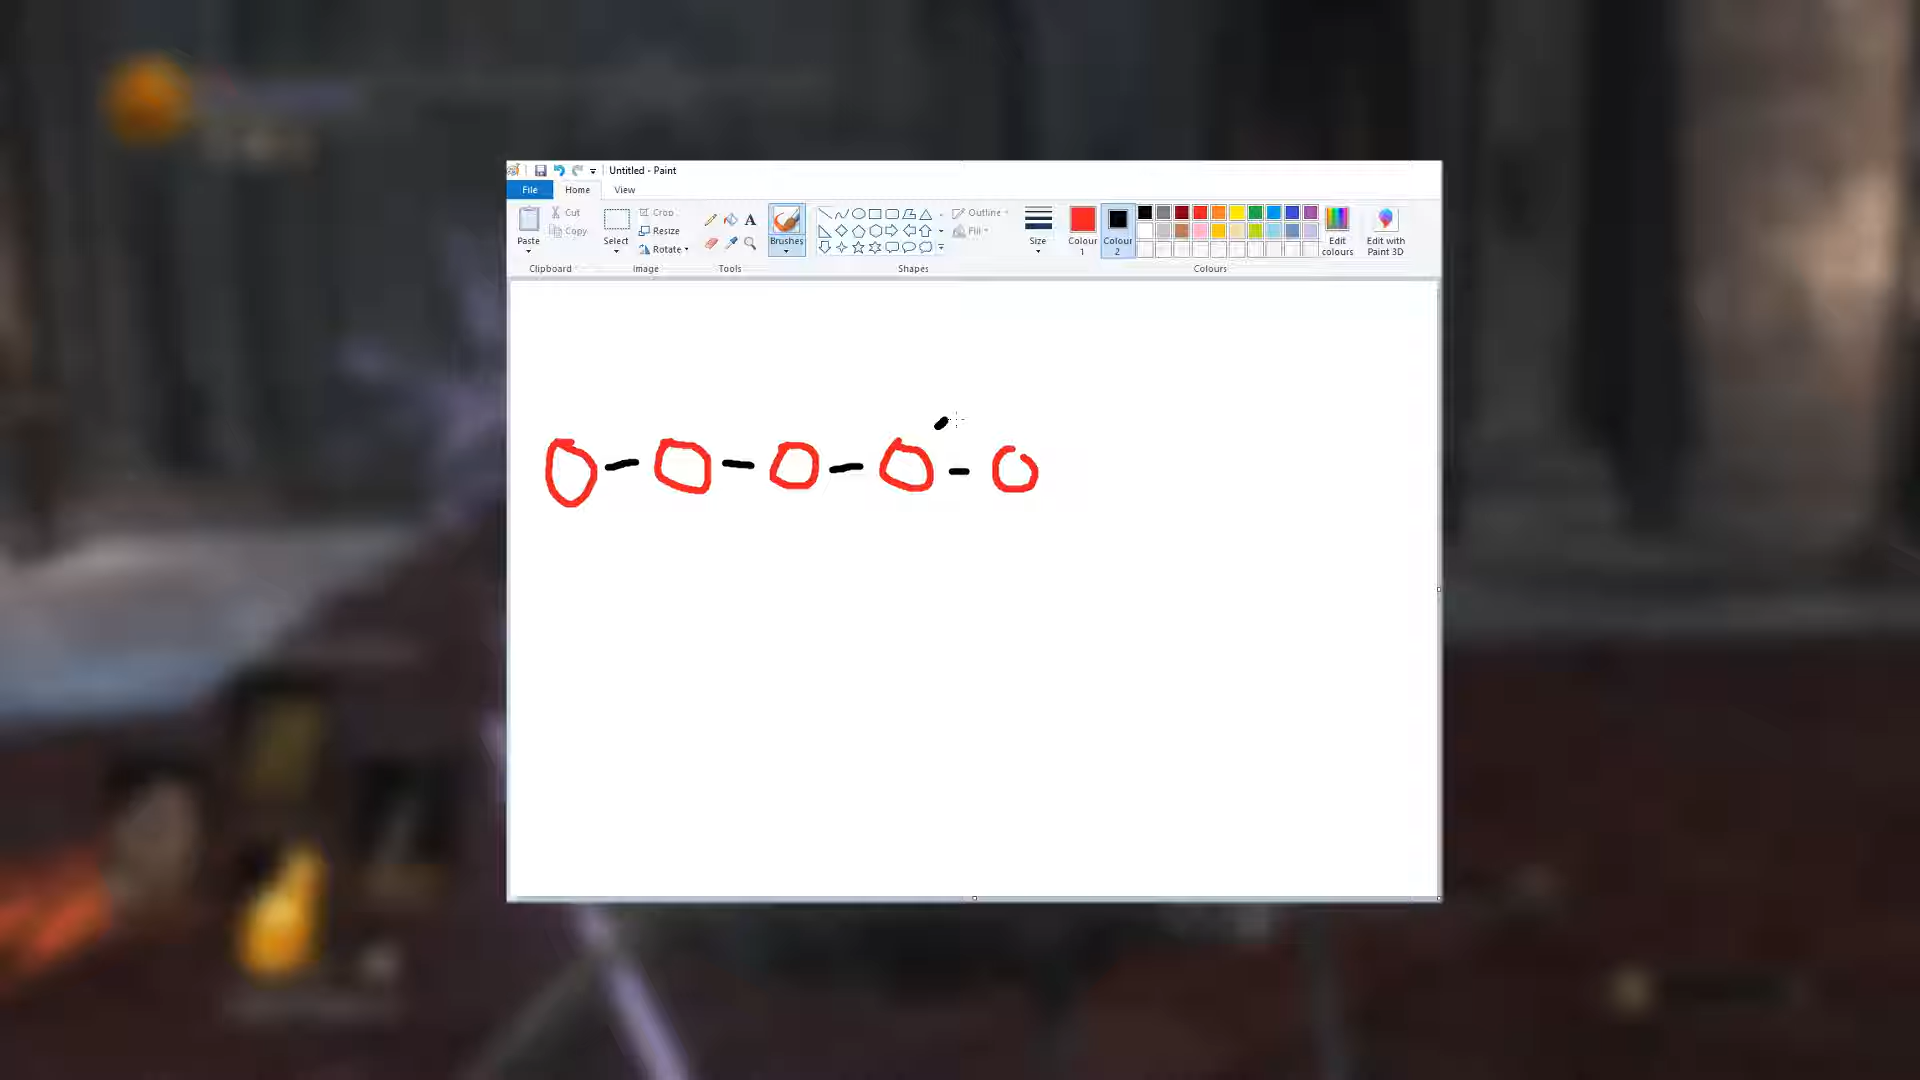 Untitled - Paint
File Home View
Paste Cut Copy Select Crop Resize Rotate A Brushes Outline Fill Size Colour 1 Colour 2 Edit colours Edit with Paint 3D
Clipboard Image Tools Shapes Colours